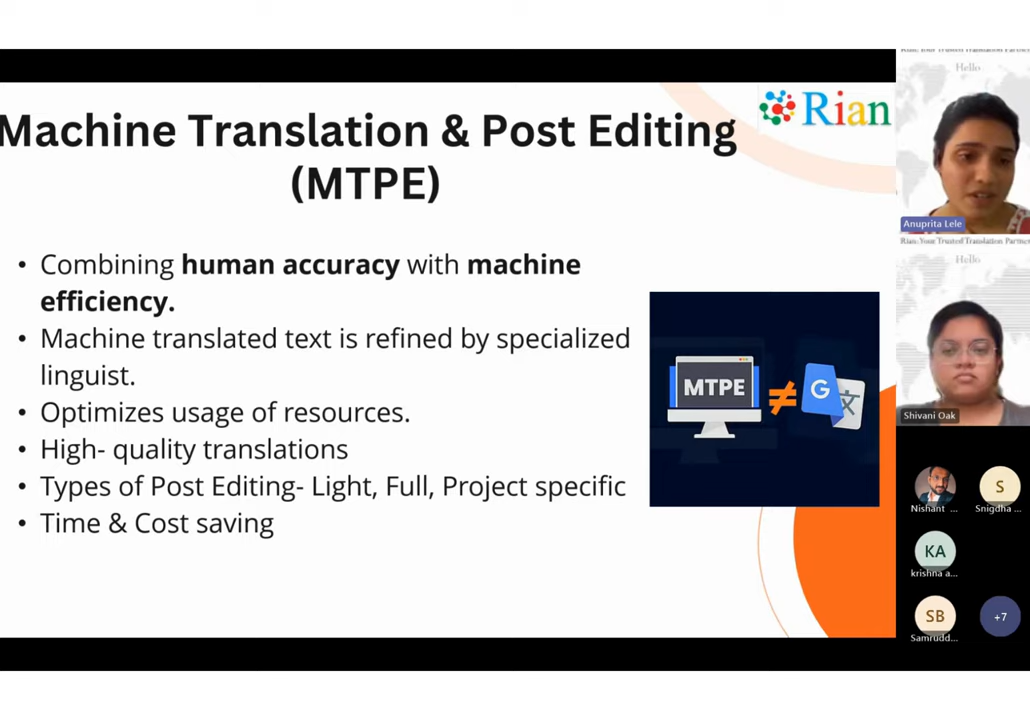 Machine Translation & Post Editing
(MTPE)
Rian
• Combining human accuracy with machine
efficiency.
• Machine translated text is refined by specialized
linguist.
• Optimizes usage of resources.
• High- quality translations
• Types of Post Editing- Light, Full, Project specific
• Time & Cost saving
MTPE
≠
G
文
Hello
Anuprita Lele
Rian: Your Trusted Translation Partner
Hello
Shivani Oak
Nishant ...
S
Snigdha ...
KA
krishna a...
SB
Samrudd...
+7